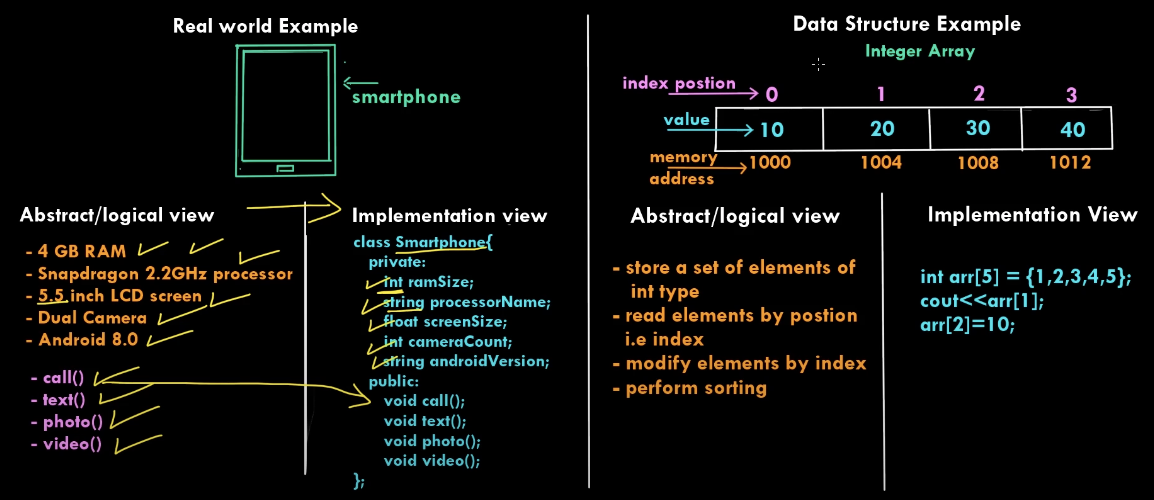 Real world Example
smartphone
Abstract/logical view
- 4 GB RAM
- Snapdragon 2.2GHz processor
- 5.5 inch LCD screen
- Dual Camera
- Android 8.0
- call()
- text()
- photo()
- video()
Implementation view
class Smartphone{
private:
int ramSize;
string processorName;
float screenSize;
int cameraCount;
string androidVersion;
public:
void call();
void text();
void photo();
void video();
};
Data Structure Example
Integer Array
index postion 0 1 2 3
value 10 20 30 40
memory 1000 1004 1008 1012
address
Abstract/logical view
- store a set of elements of
int type
- read elements by postion
i.e index
- modify elements by index
- perform sorting
Implementation View
int arr[5] = {1,2,3,4,5};
cout<<arr[1];
arr[2]=10;